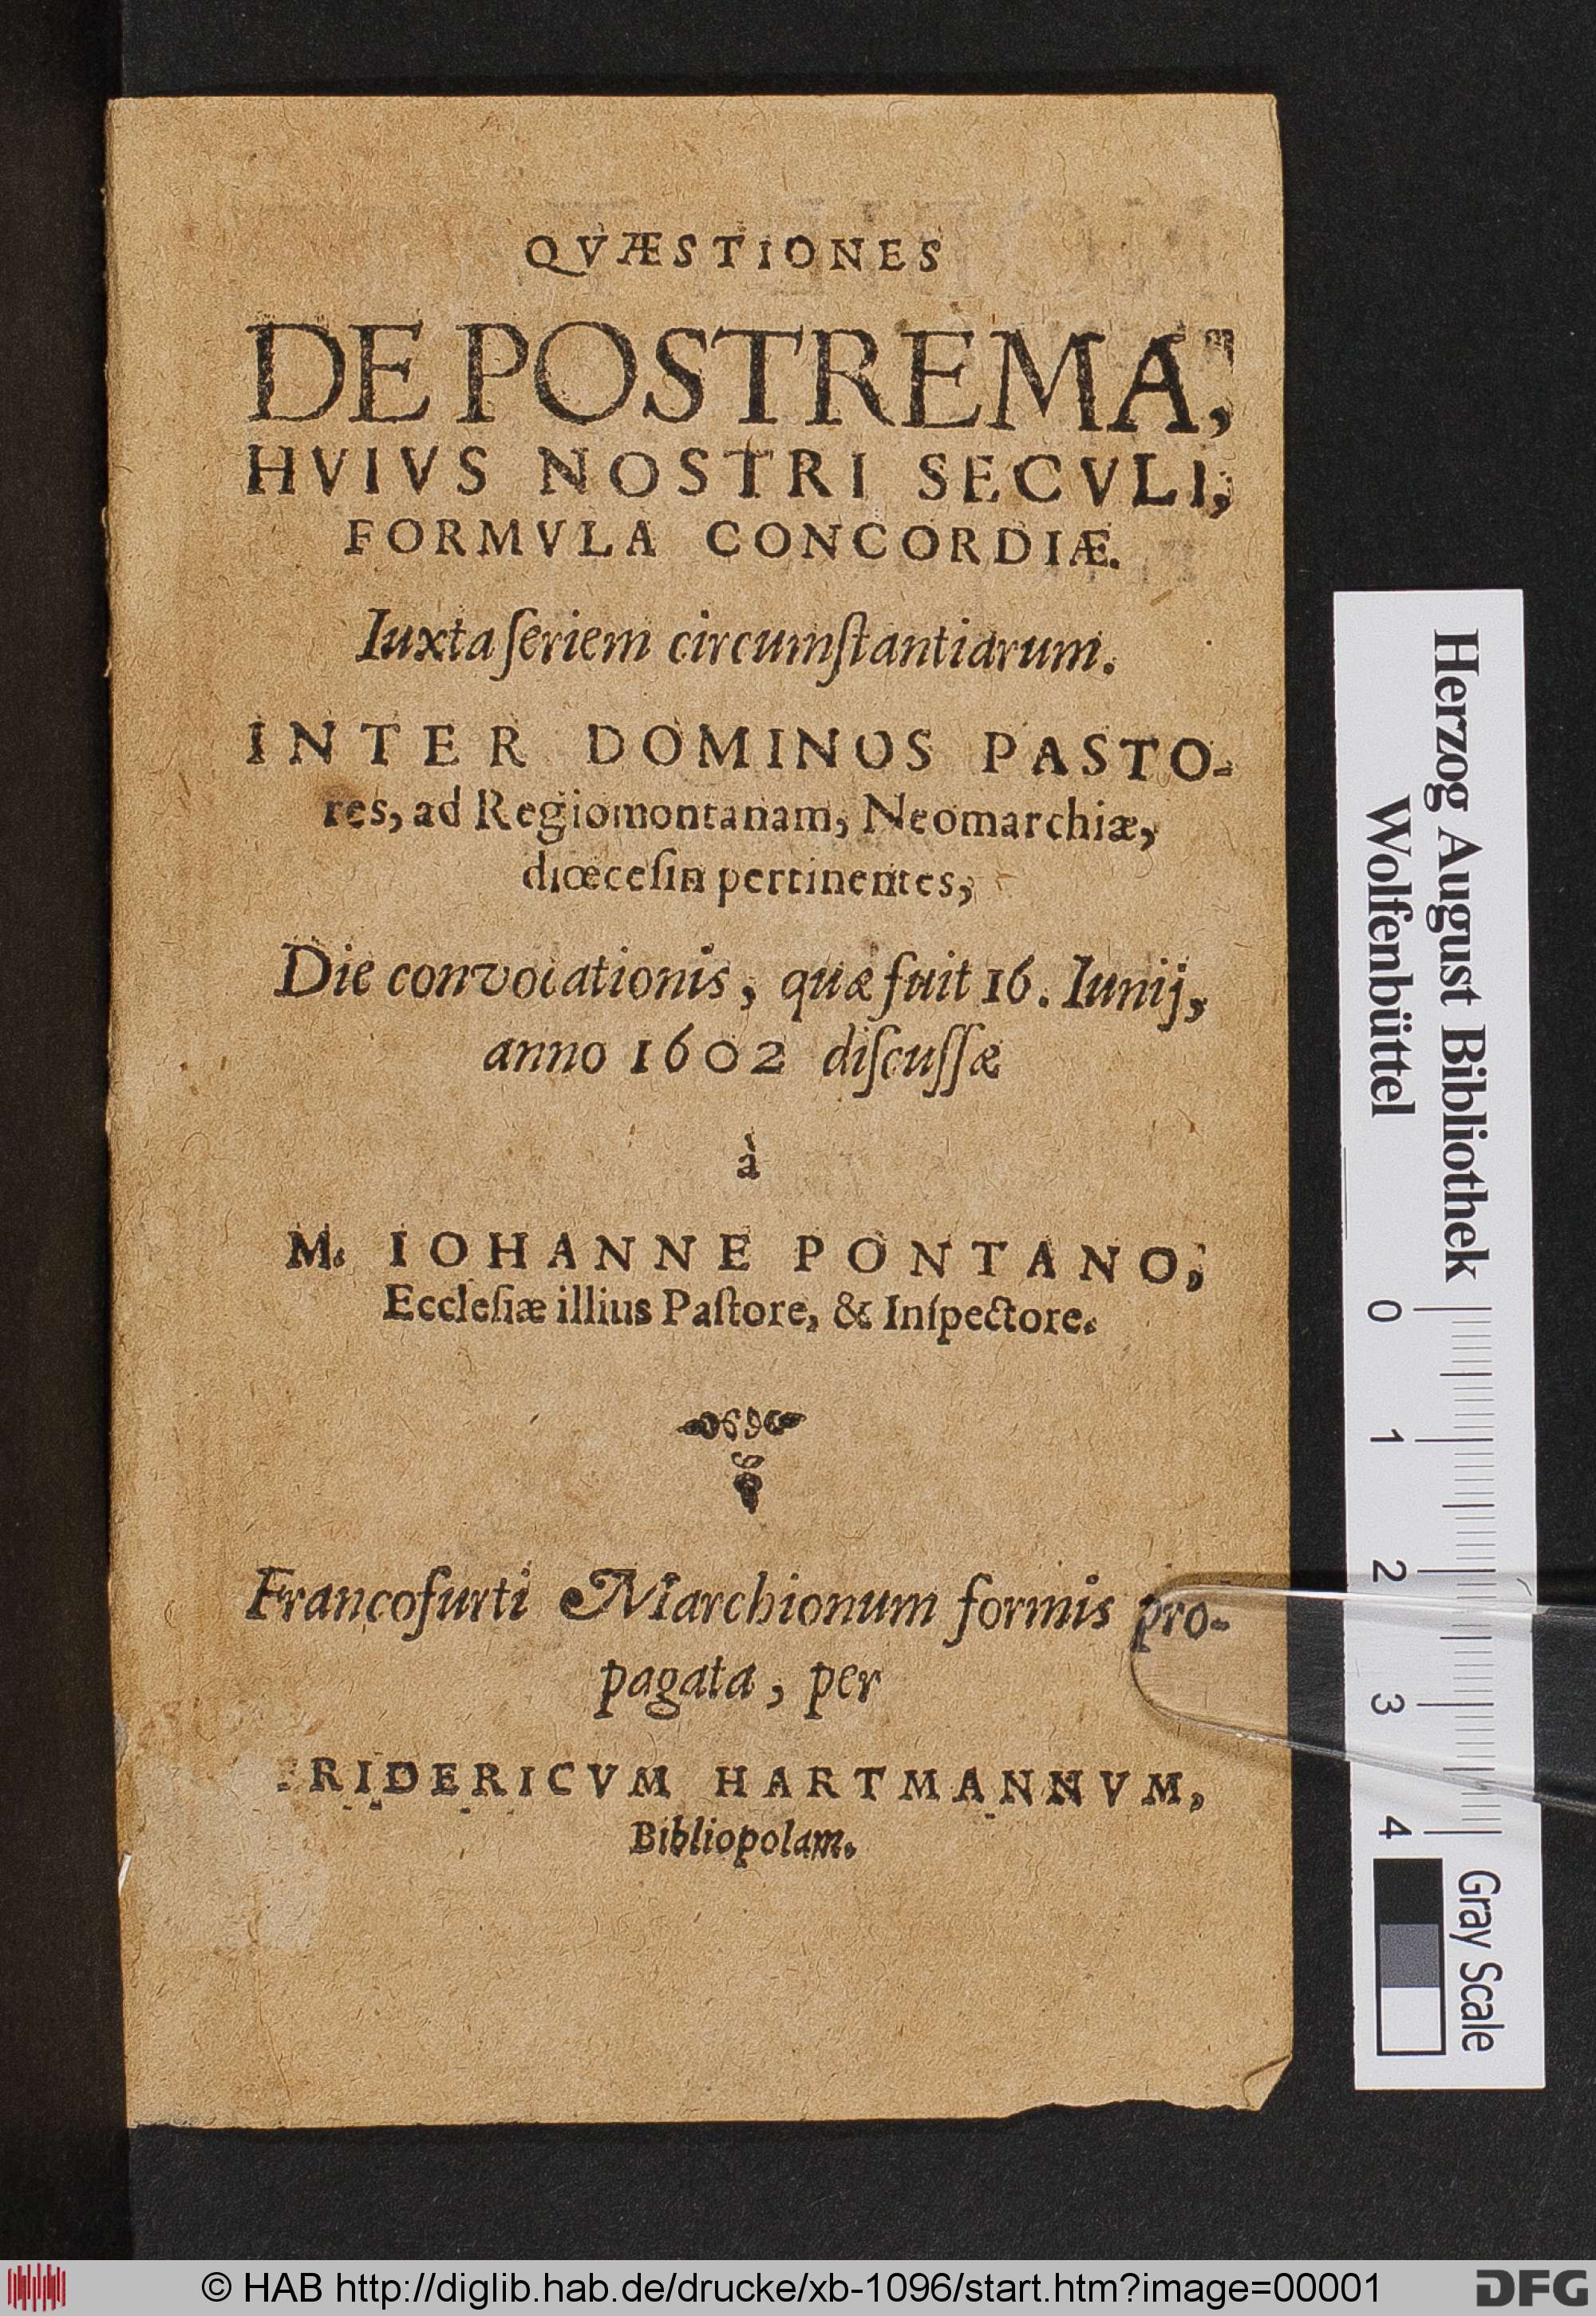 QVÆSTIONES
DE POSTREMA,
HVIVS NOSTRI SECVLI,
FORMVLA CONCORDIÆ.
Iuxta ſeriem circumſtantiarum.
INTER DOMINOS PASTO-
res, ad Regiomontanam, Neomarchiæ,
diœceſin pertinentes,
Die convocationis, quæ fuit 16. Iunij,
anno 1602 diſcuſſæ
à
M. IOHANNE PONTANO,
Eccleſiæ illius Paſtore, & Inſpectore.
Francofurti Marchionum formis pro-
pagata, per
FRIDERICVM HARTMANNVM,
Bibliopolam.
Herzog August Bibliothek
Wolfenbüttel
0 1 2 3 4
Gray Scale
© HAB http://diglib.hab.de/drucke/xb-1096/start.htm?image=00001
DFG